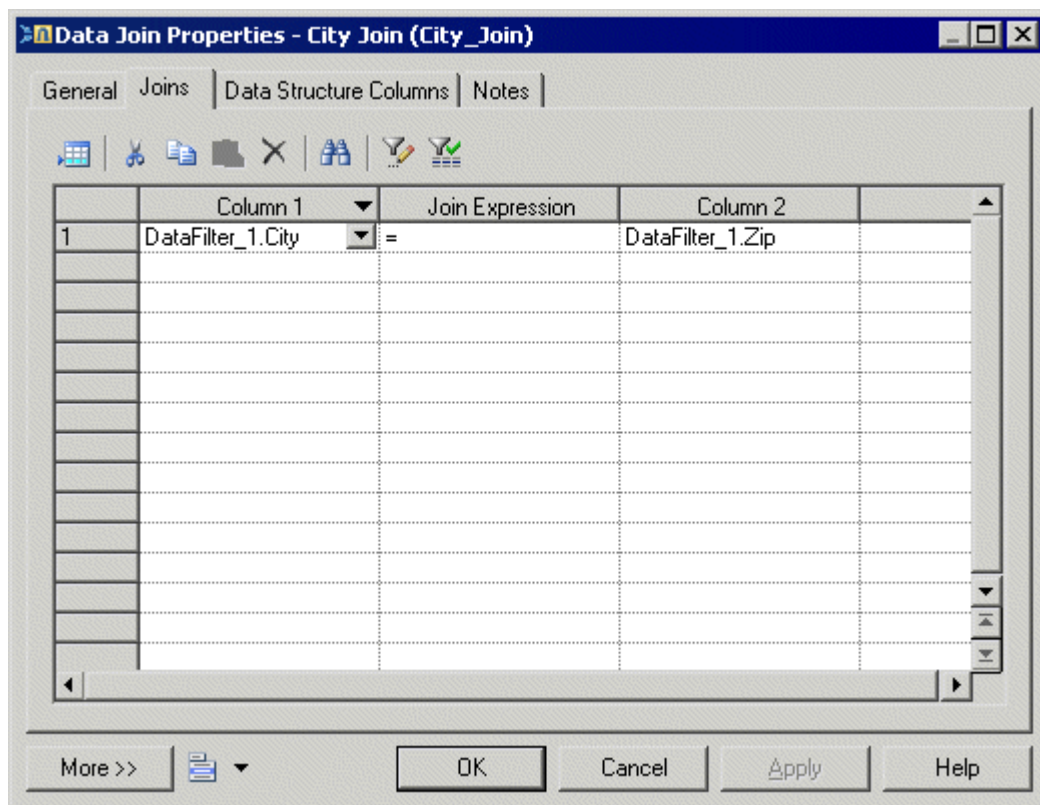 Data Join Properties - City Join (City_Join)
General Joins Data Structure Columns Notes
Column 1 Join Expression Column 2
1 DataFilter_1.City = DataFilter_1.Zip
More >> OK Cancel Apply Help